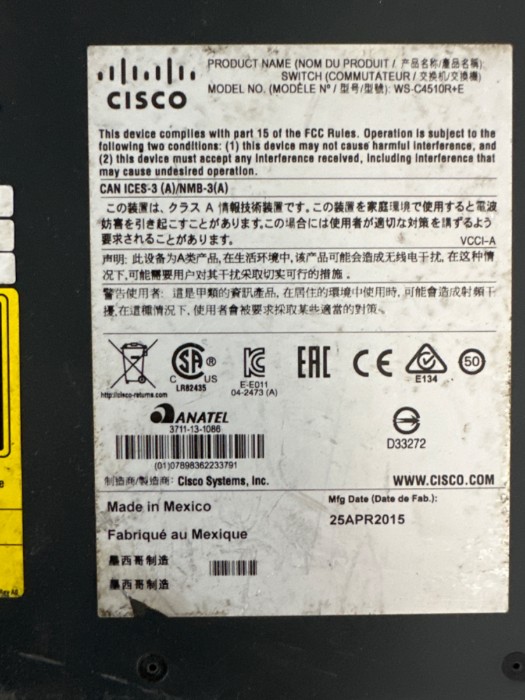 CISCO
PRODUCT NAME (NOM DU PRODUIT / 产品名称/產品名稱)
SWITCH (COMMUTATEUR / 交换机/交換機)
MODEL NO. (MODÈLE Nº / 型号/型號): WS-C4510R+E
This device complies with part 15 of the FCC Rules. Operation is subject to the
following two conditions: (1) this device may not cause harmful interference, and
(2) this device must accept any interference received, including interference that
may cause undesired operation.
CAN ICES-3 (A)/NMB-3(A)
この装置は、クラス A 情報技術装置です。この装置を家庭環境で使用すると電波
妨害を引き起こすことがあります。この場合には使用者が適切な対策を講ずるよう
要求されることがあります。
VCCI-A
声明: 此设备为A类产品,在生活环境中,该产品可能会造成无线电干扰,在这种情
况下,可能需要用户对其干扰采取切实可行的措施。
警告使用者: 這是甲類的資訊產品,在居住的環境中使用時,可能會造成射頻干
擾,在這種情況下,使用者會被要求採取某些適當的對策。
http://cisco-returns.com
C SA ® US
LR82435
E-E011
04-2473 (A)
EAC
CE
E134
50
ANATEL
3711-13-1086
(01)07898362233791
D33272
制造商/製造商: Cisco Systems, Inc.
WWW.CISCO.COM
Made in Mexico
Fabriqué au Mexique
墨西哥制造
墨西哥製造
Mfg Date (Date de Fab.):
25APR2015